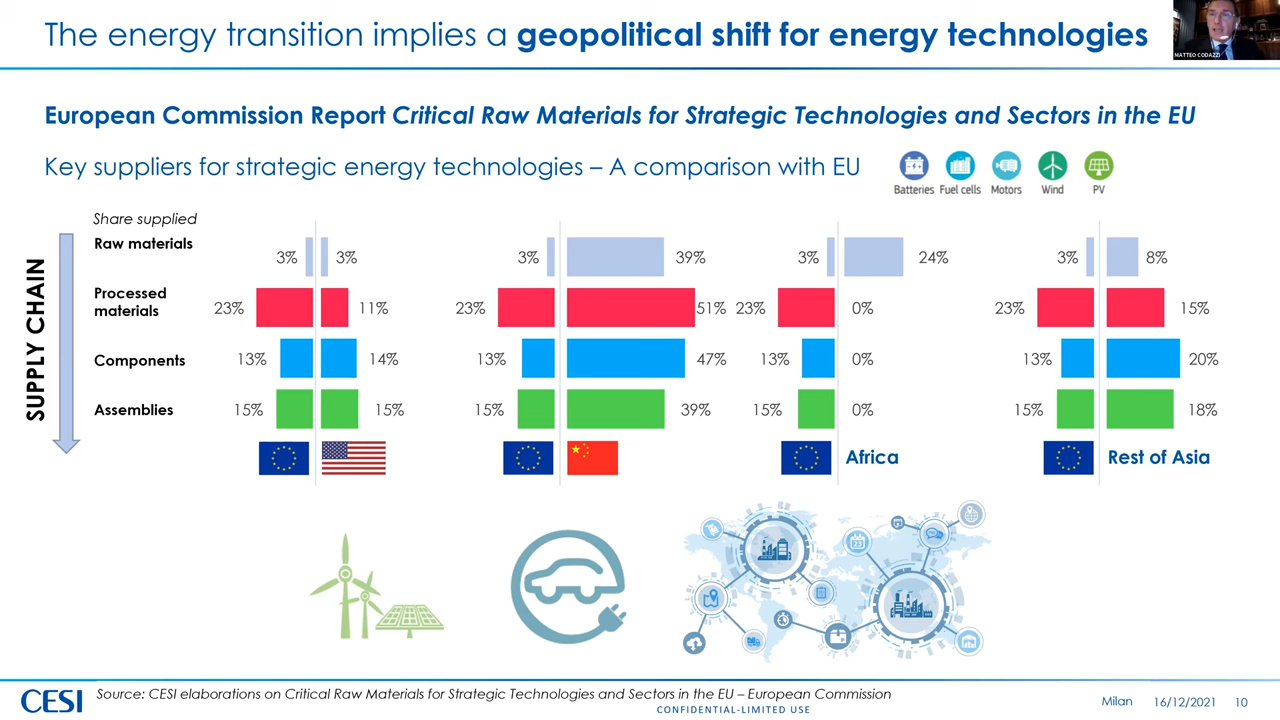 The energy transition implies a geopolitical shift for energy technologies
MATTEO CODAZZI
European Commission Report Critical Raw Materials for Strategic Technologies and Sectors in the EU
Key suppliers for strategic energy technologies – A comparison with EU
Batteries Fuel cells Motors Wind PV
SUPPLY CHAIN
Share supplied
Raw materials
3% 3% 3% 39% 3% 24% 3% 8%
Processed
materials
23% 11% 23% 51% 23% 0% 23% 15%
Components
13% 14% 13% 47% 13% 0% 13% 20%
Assemblies
15% 15% 15% 39% 15% 0% 15% 18%
Africa
Rest of Asia
23
CESI
Source: CESI elaborations on Critical Raw Materials for Strategic Technologies and Sectors in the EU – European Commission
CONFIDENTIAL-LIMITED USE
Milan 16/12/2021 10